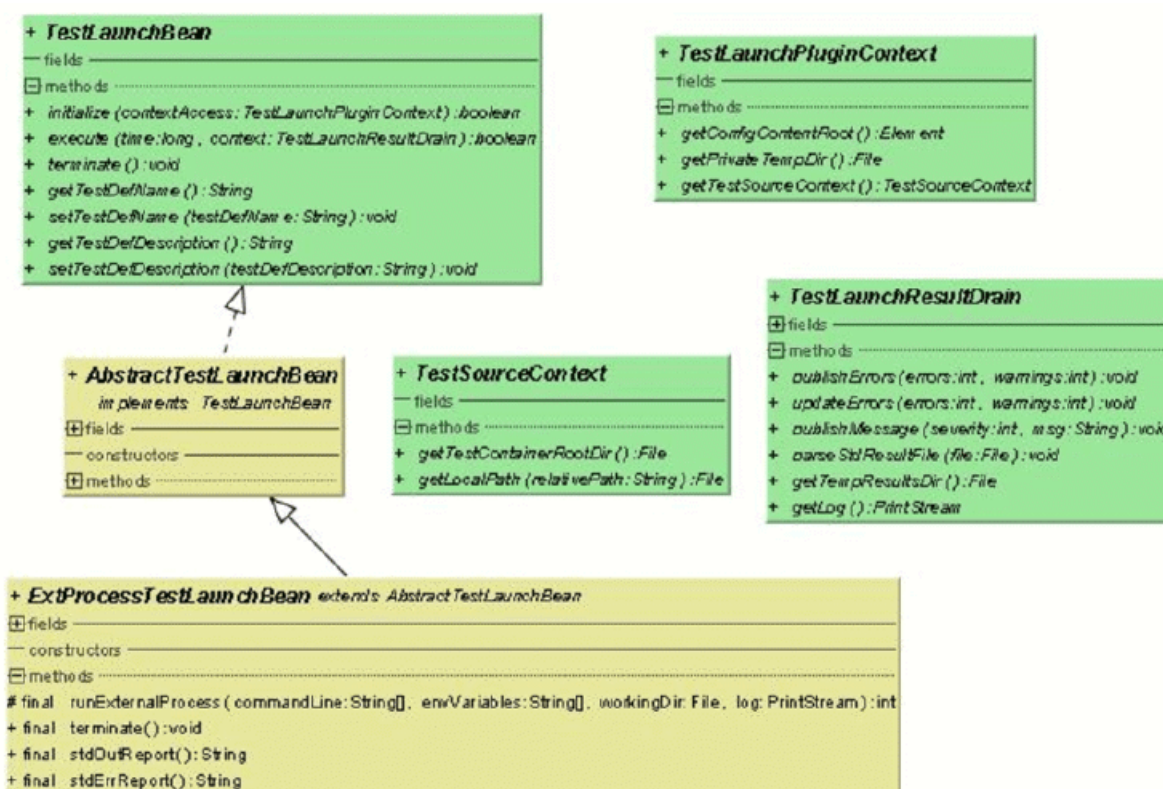 + TestLaunchBean
fields
methods
+ initialize (contextAccess: TestLaunchPluginContext) :boolean
+ execute (time:long , context: TestLaunchResultDrain) :boolean
+ terminate () :void
+ getTestDefName () : String
+ setTestDefName (testDefName: String) : void
+ getTestDefDescription () : String
+ setTestDefDescription (testDefDescription: String) : void
+ TestLaunchPluginContext
fields
methods
+ getConfigContentRoot () : Element
+ getPrivateTempDir () : File
+ getTestSourceContext () : TestSourceContext
+ TestLaunchResultDrain
fields
methods
+ publishErrors (errors:int , warnings:int) : void
+ updateErrors (errors:int , warnings:int) : void
+ publishMessage (severity:int , msg: String) : void
+ parseStdResultFile (file: File) : void
+ getTempResultsDir () : File
+ getLog () : PrintStream
+ AbstractTestLaunchBean
implements TestLaunchBean
fields
constructors
methods
+ TestSourceContext
fields
methods
+ getTestContainerRootDir () :File
+ getLocalPath (relativePath: String) :File
+ ExtProcessTestLaunchBean extends AbstractTestLaunchBean
fields
constructors
methods
# final runExternalProcess ( commandLine: String[], envVariables: String[], workingDir: File, log: PrintStream) : int
+ final terminate() : void
+ final stdOutReport() : String
+ final stdErrReport() : String